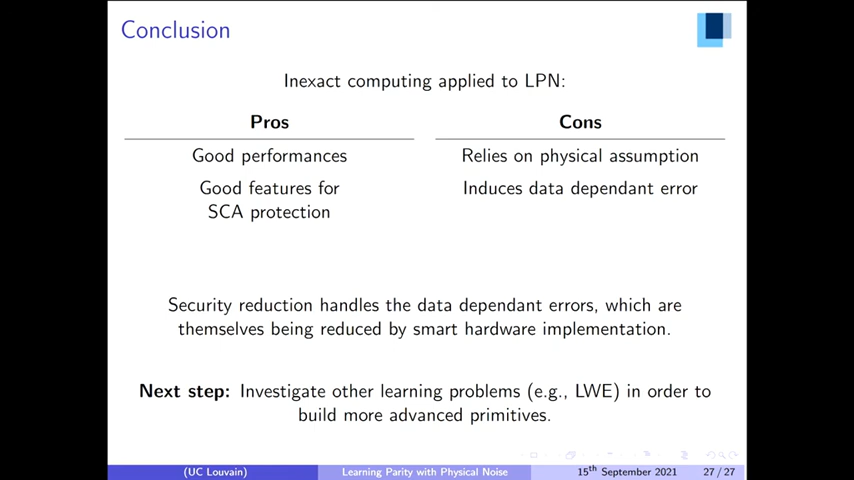 Conclusion
Inexact computing applied to LPN:
Pros Cons
Good performances Relies on physical assumption
Good features for Induces data dependant error
SCA protection
Security reduction handles the data dependant errors, which are
themselves being reduced by smart hardware implementation.
Next step: Investigate other learning problems (e.g., LWE) in order to
build more advanced primitives.
(UC Louvain) Learning Parity with Physical Noise 15th September 2021 27 / 27